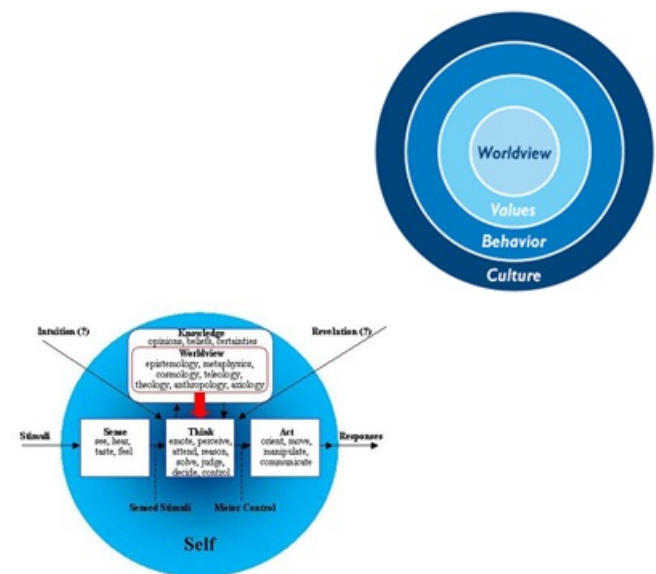 Worldview
Values
Behavior
Culture
Intuition (?)
Revelation (?)
Knowledge
opinions, beliefs, certainties
Worldview
epistemology, metaphysics,
cosmology, teleology,
theology, anthropology, axiology
Stimuli
Sense
see, hear,
taste, feel
Think
emote, perceive,
attend, reason,
solve, judge,
decide, control
Act
orient, move,
manipulate,
communicate
Responses
Sensed Stimuli
Motor Control
Self